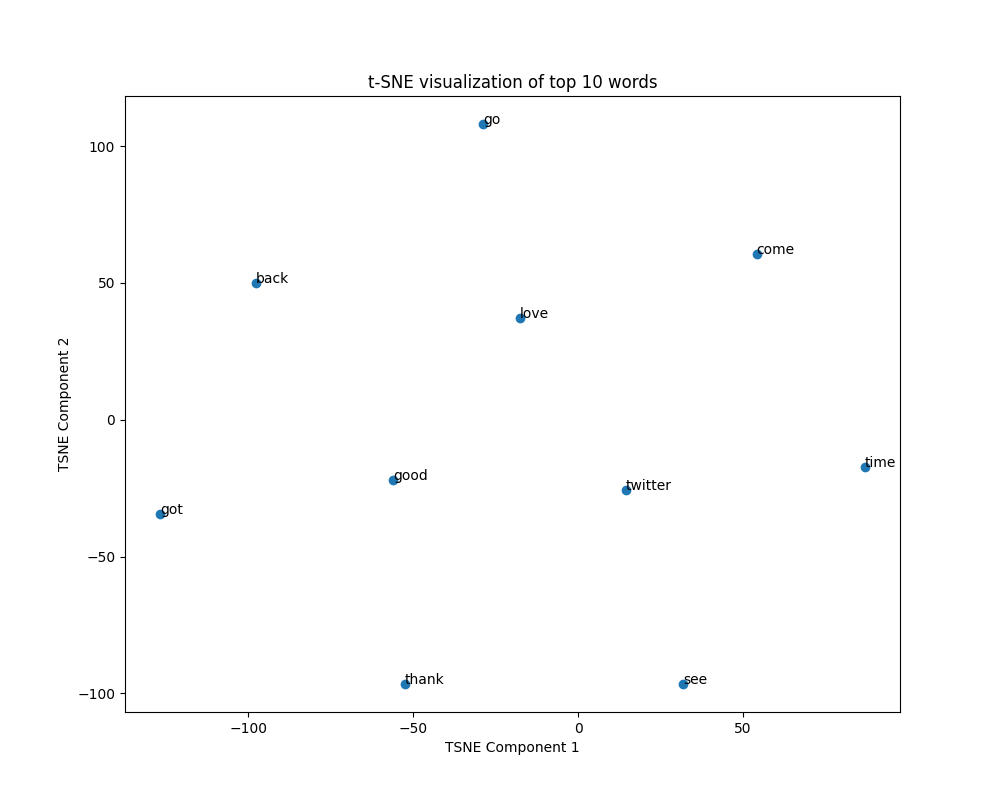 t-SNE visualization of top 10 words
go
100
come
back
50
love
TSNE Component 2
0
time
good
twitter
got
−50
thank
see
−100
−100
−50
0
50
TSNE Component 1